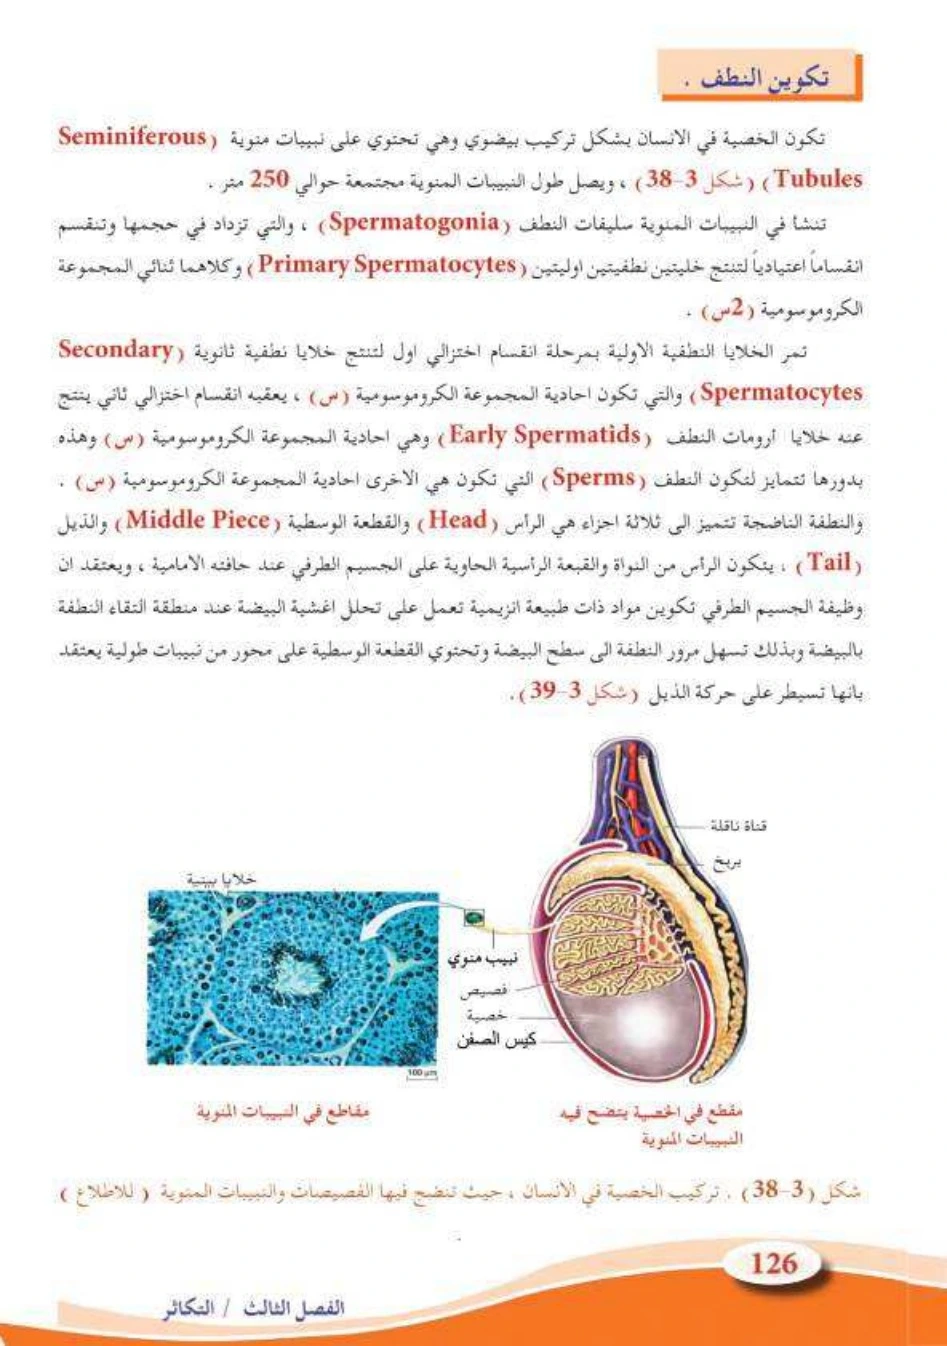 تكوين النطف .
تكون الخصية في الانسان بشكل تركيب بيضوي وهي تحتوي على نبيبات منوية ( Seminiferous
Tubules ) ( شكل 3-38 ) ، ويصل طول النبيبات المنوية مجتمعة حوالي 250 متر .
تنشأ في النبيبات المنوية سليفات النطف ( Spermatogonia ) ، والتي تزداد في حجمها وتنقسم
انقساماً اعتيادياً لتنتج خليتين نطفيتين اوليتين ( Primary Spermatocytes ) وكلاهما ثنائي المجموعة
الكروموسومية ( 2س ) .
تمر الخلايا النطفية الاولية بمرحلة انقسام اختزالي اول لتنتج خلايا نطفية ثانوية ( Secondary
Spermatocytes ) والتي تكون احادية المجموعة الكروموسومية ( س ) ، يعقبه انقسام اختزالي ثاني ينتج
عنه خلايا أرومات النطف ( Early Spermatids ) وهي احادية المجموعة الكروموسومية ( س ) وهذه
بدورها تتمايز لتكون النطف ( Sperms ) التي تكون هي الاخرى احادية المجموعة الكروموسومية ( س ) .
والنطفة الناضجة تتميز الى ثلاثة اجزاء هي الرأس ( Head ) والقطعة الوسطية ( Middle Piece ) والذيل
( Tail ) ، يتكون الرأس من النواة والقبعة الرأسية الحاوية على الجسيم الطرفي عند حافته الامامية ، ويعتقد ان
وظيفة الجسيم الطرفي تكوين مواد ذات طبيعة انزيمية تعمل على تحلل اغشية البيضة عند منطقة التقاء النطفة
بالبيضة وبذلك تسهل مرور النطفة الى سطح البيضة وتحتوي القطعة الوسطية على محور من نبيبات طولية يعتقد
بانها تسيطر على حركة الذيل ( شكل 3-39 ) .
قناة ناقلة
بربخ
خلايا بينية
نبيب منوي
فصيص
خصية
كيس الصفن
100 µm
مقطع في الخصية يتضح فيه
النبيبات المنوية
مقاطع في النبيبات المنوية
شكل ( 3-38 ) . تركيب الخصية في الانسان ، حيث تتضح فيها الفصيصات والنبيبات المنوية ( للاطلاع )
.
126
الفصل الثالث / التكاثر